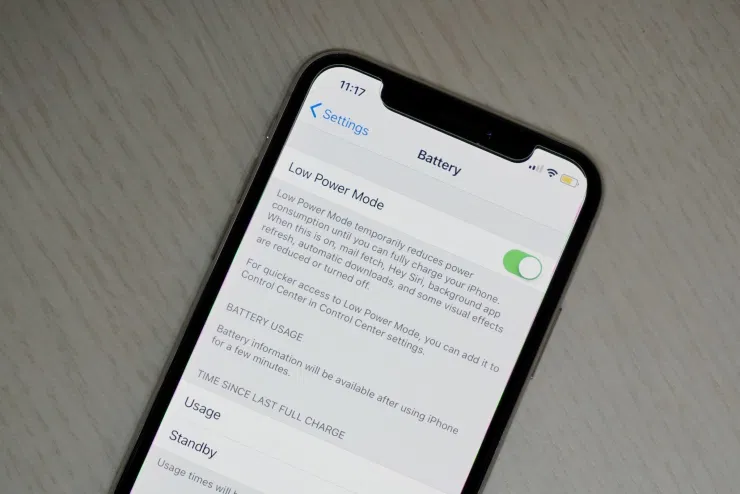 11:17
Settings
Battery
Low Power Mode
Low Power Mode temporarily reduces power
consumption until you can fully charge your iPhone.
When this is on, mail fetch, Hey Siri, background app
refresh, automatic downloads, and some visual effects
are reduced or turned off.
For quicker access to Low Power Mode, you can add it to
Control Center in Control Center settings.
BATTERY USAGE
Battery information will be available after using iPhone
for a few minutes.
TIME SINCE LAST FULL CHARGE
Usage
Standby
Usage times will